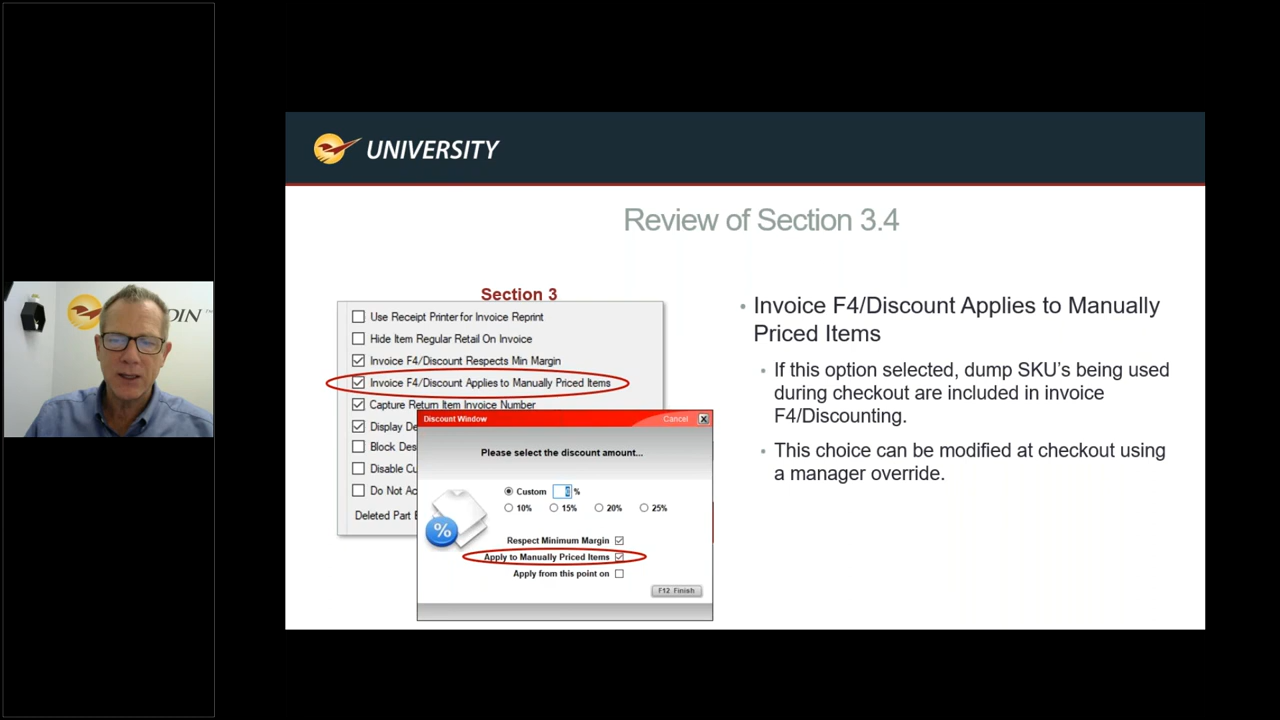 UNIVERSITY
Review of Section 3.4
Section 3
Use Receipt Printer for Invoice Reprint
Hide Item Regular Retail On Invoice
Invoice F4/Discount Respects Min Margin
Invoice F4/Discount Applies to Manually Priced Items
Capture Return Item Invoice Number
Display De
Block Des
Disable Cu
Do Not Ac
Deleted Part E
Discount Window
Cancel
Please select the discount amount...
Custom %
10% 15% 20% 25%
%
Respect Minimum Margin
Apply to Manually Priced Items
Apply from this point on
F12 Finish
• Invoice F4/Discount Applies to Manually
Priced Items
• If this option selected, dump SKU's being used
during checkout are included in invoice
F4/Discounting.
• This choice can be modified at checkout using
a manager override.